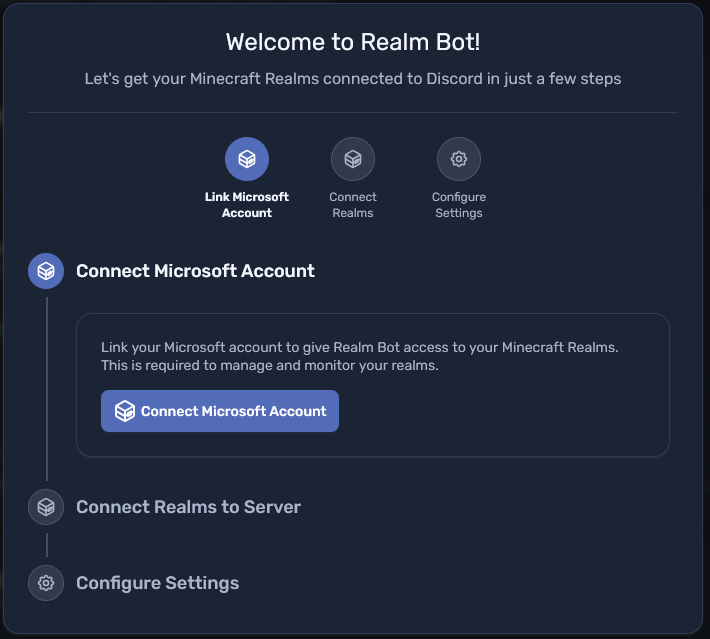 Welcome to Realm Bot!
Let's get your Minecraft Realms connected to Discord in just a few steps
Link Microsoft
Account
Connect
Realms
Configure
Settings
Connect Microsoft Account
Link your Microsoft account to give Realm Bot access to your Minecraft Realms.
This is required to manage and monitor your realms.
Connect Microsoft Account
Connect Realms to Server
Configure Settings